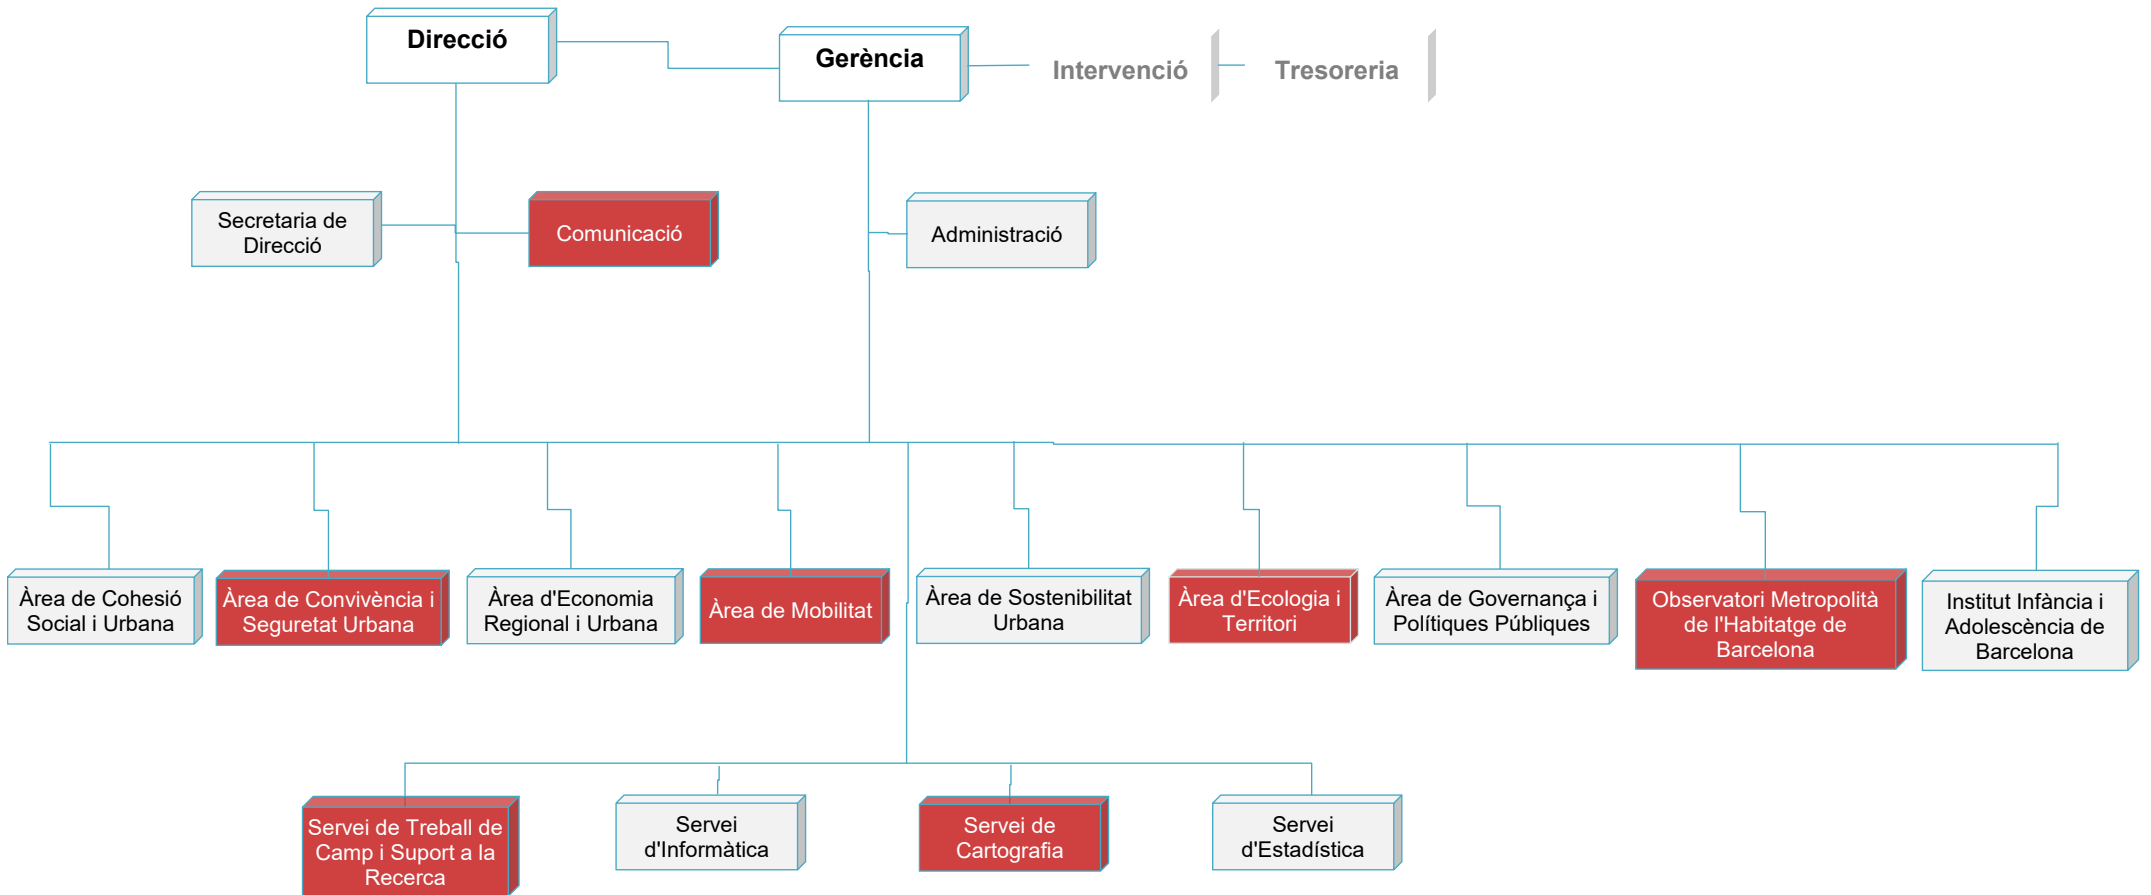 Direcció
Gerència
Intervenció
Tresoreria
Secretaria de
Direcció
Comunicació
Administració
Àrea de Cohesió
Social i Urbana
Àrea de Convivència i
Seguretat Urbana
Àrea d'Economia
Regional i Urbana
Àrea de Mobilitat
Àrea de Sostenibilitat
Urbana
Àrea d'Ecologia i
Territori
Àrea de Governança i
Polítiques Públiques
Observatori Metropolità
de l'Habitatge de
Barcelona
Institut Infància i
Adolescència de
Barcelona
Servei de Treball de
Camp i Suport a la
Recerca
Servei
d'Informàtica
Servei de
Cartografia
Servei
d'Estadística